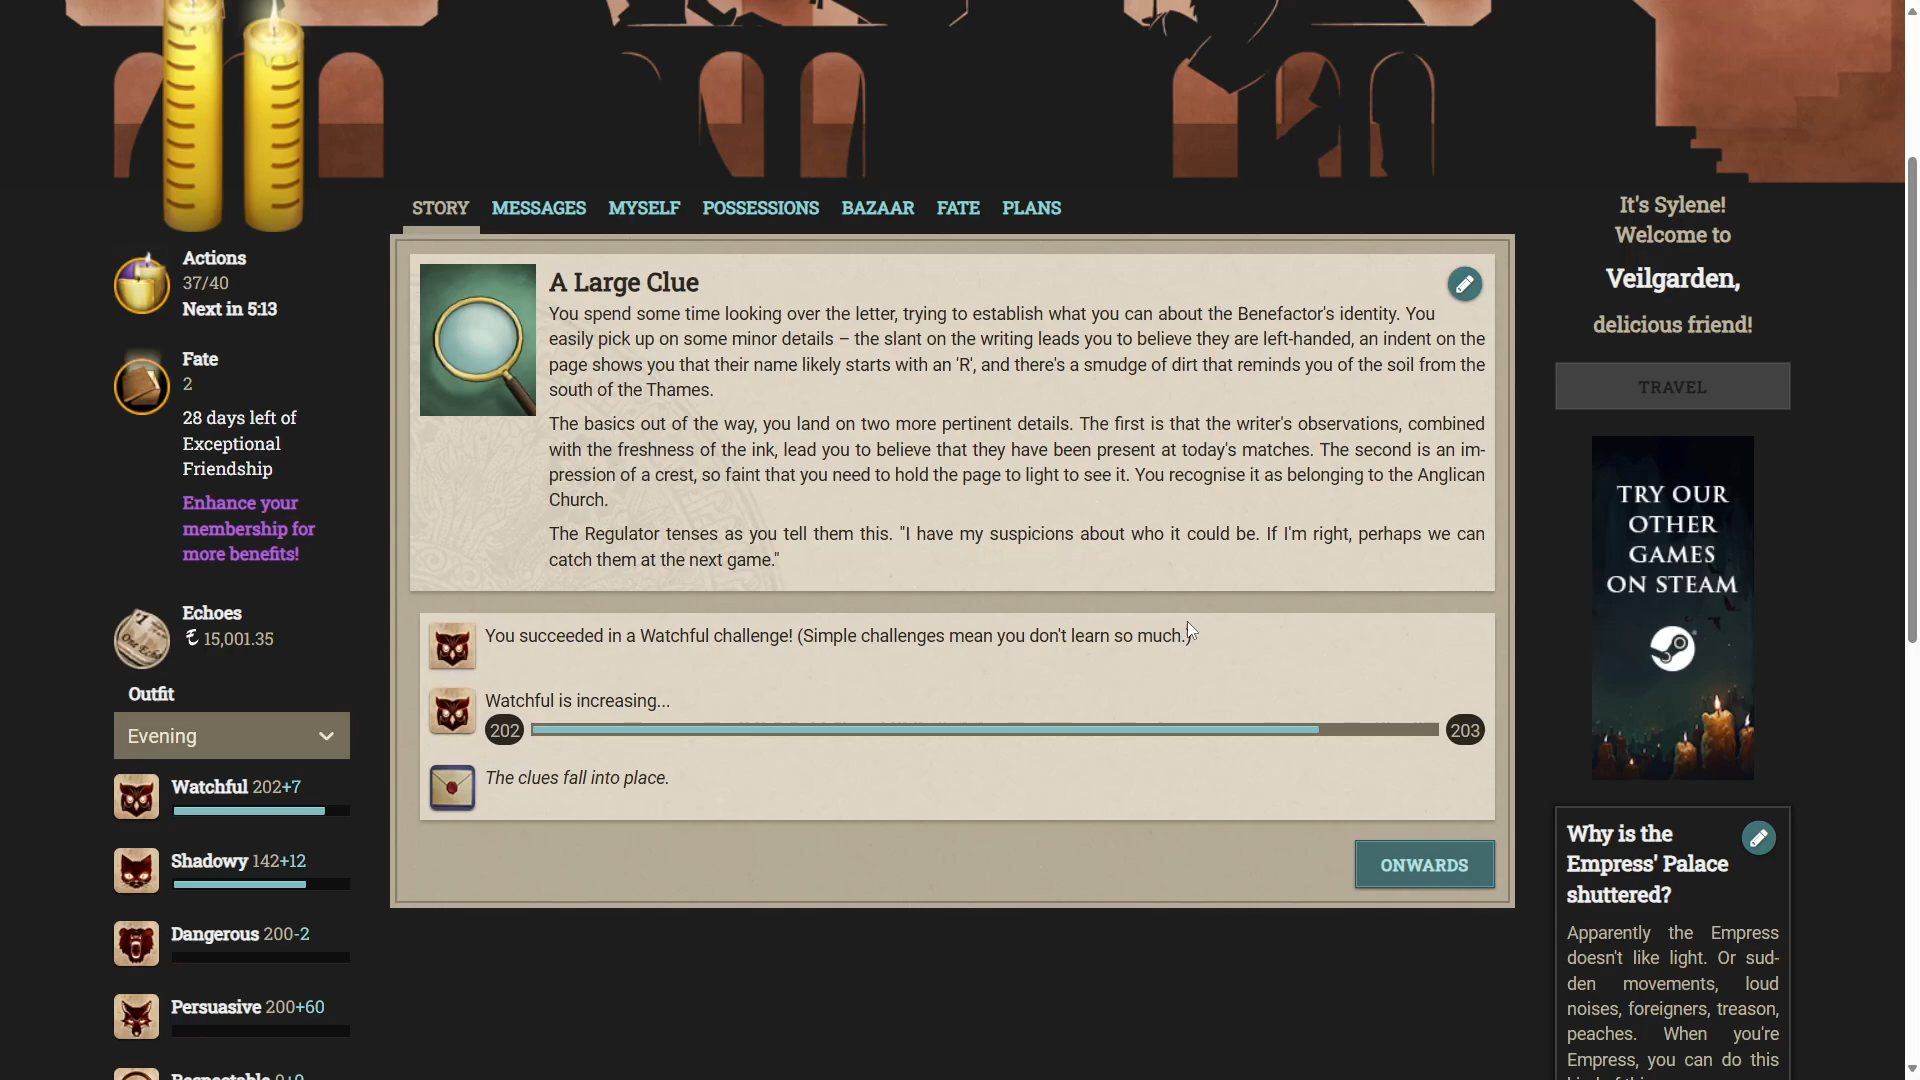 STORY MESSAGES MYSELF POSSESSIONS BAZAAR FATE PLANS
Actions
37/40
Next in 5:13
Fate
2
28 days left of
Exceptional
Friendship
Enhance your
membership for
more benefits!
Echoes
15,001.35
Outfit
Evening
Watchful 202+7
Shadowy 142+12
Dangerous 200-2
Persuasive 200+60
A Large Clue
You spend some time looking over the letter, trying to establish what you can about the Benefactor's identity. You
easily pick up on some minor details – the slant on the writing leads you to believe they are left-handed, an indent on the
page shows you that their name likely starts with an 'R', and there's a smudge of dirt that reminds you of the soil from the
south of the Thames.
The basics out of the way, you land on two more pertinent details. The first is that the writer's observations, combined
with the freshness of the ink, lead you to believe that they have been present at today's matches. The second is an im-
pression of a crest, so faint that you need to hold the page to light to see it. You recognise it as belonging to the Anglican
Church.
The Regulator tenses as you tell them this. "I have my suspicions about who it could be. If I'm right, perhaps we can
catch them at the next game."
You succeeded in a Watchful challenge! (Simple challenges mean you don't learn so much.)
Watchful is increasing...
202 203
The clues fall into place.
ONWARDS
It's Sylene!
Welcome to
Veilgarden,
delicious friend!
TRAVEL
TRY OUR
OTHER
GAMES
ON STEAM
Why is the
Empress' Palace
shuttered?
Apparently the Empress
doesn't like light. Or sud-
den movements, loud
noises, foreigners, treason,
peaches. When you're
Empress, you can do this